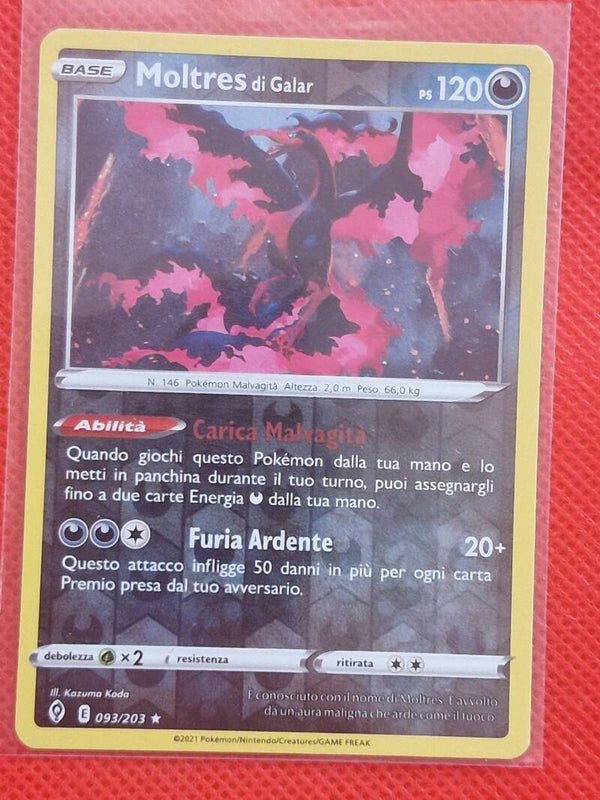 BASE Moltres di Galar PS 120
N. 146 Pokémon Malvagità Altezza: 2,0 m Peso: 66,0 kg
Abilità Carica Malvagità
Quando giochi questo Pokémon dalla tua mano e lo
metti in panchina durante il tuo turno, puoi assegnargli
fino a due carte Energia dalla tua mano.
Furia Ardente 20+
Questo attacco infligge 50 danni in più per ogni carta
Premio presa dal tuo avversario.
debolezza ×2 resistenza ritirata
Ill. Kazuma Koda
È conosciuto con il nome di Moltres. È avvolto
da un'aura maligna che arde come il fuoco
E 093/203 ★
©2021 Pokémon/Nintendo/Creatures/GAME FREAK